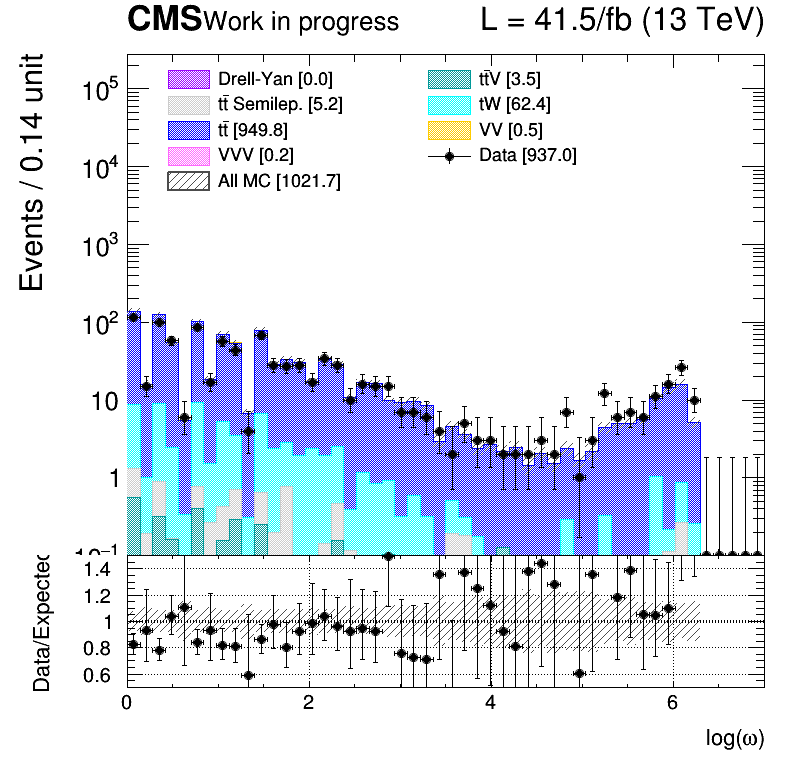 CMS Work in progress L = 41.5/fb (13 TeV)
Events / 0.14 unit
Drell-Yan [0.0]
tt̄ Semilep. [5.2]
tt̄ [949.8]
VVV [0.2]
All MC [1021.7]
tt̄V [3.5]
tW [62.4]
VV [0.5]
Data [937.0]
10⁵
10⁴
10³
10²
10
1
Data/Expected
1.4
1.2
1
0.8
0.6
0 2 4 6
log(ω)